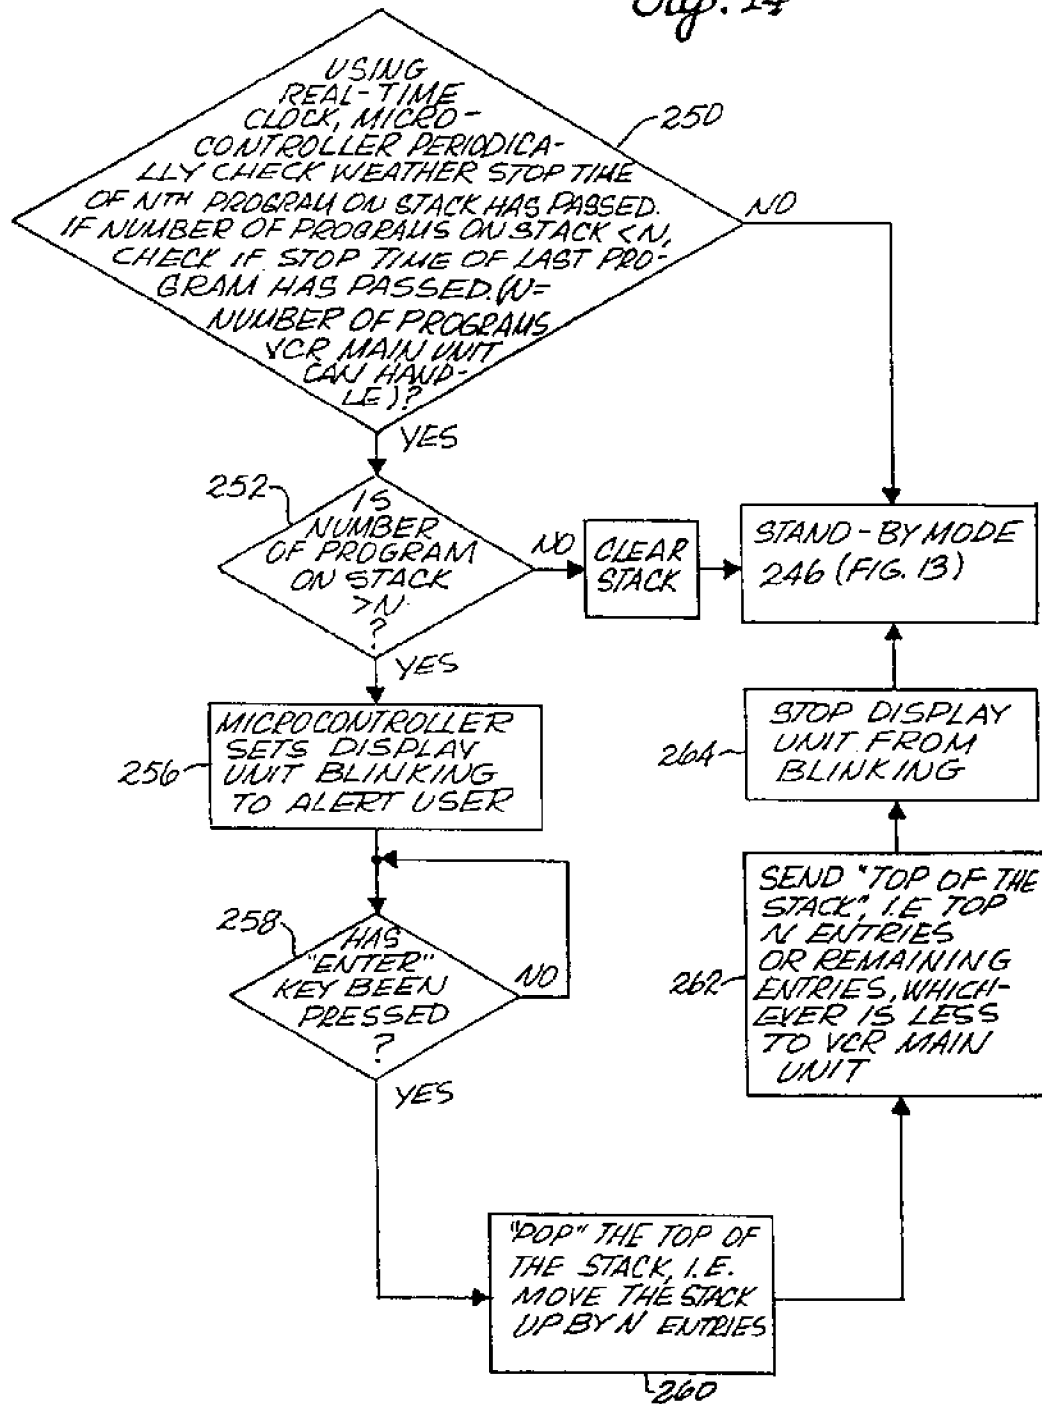 Fig. 14
USING
REAL-TIME
CLOCK, MICRO-
CONTROLLER PERIODICA-
LLY CHECK WEATHER STOP TIME
OF NTH PROGRAM ON STACK HAS PASSED.
IF NUMBER OF PROGRAMS ON STACK <N,
CHECK IF STOP TIME OF LAST PRO-
GRAM HAS PASSED. (N=
NUMBER OF PROGRAMS
VCR MAIN UNIT
CAN HAND-
LE)?
250
NO
YES
252
IS
NUMBER
OF PROGRAM
ON STACK
>N
?
NO
CLEAR
STACK
STAND-BY MODE
246 (FIG. 13)
YES
MICROCONTROLLER
SETS DISPLAY
UNIT BLINKING
TO ALERT USER
256
258
HAS
"ENTER"
KEY BEEN
PRESSED
?
NO
YES
"POP" THE TOP OF
THE STACK, I.E.
MOVE THE STACK
UP BY N ENTRIES
260
SEND "TOP OF THE
STACK", I.E TOP
N ENTRIES
OR REMAINING
ENTRIES, WHICH-
EVER IS LESS
TO VCR MAIN
UNIT
262
STOP DISPLAY
UNIT FROM
BLINKING
264